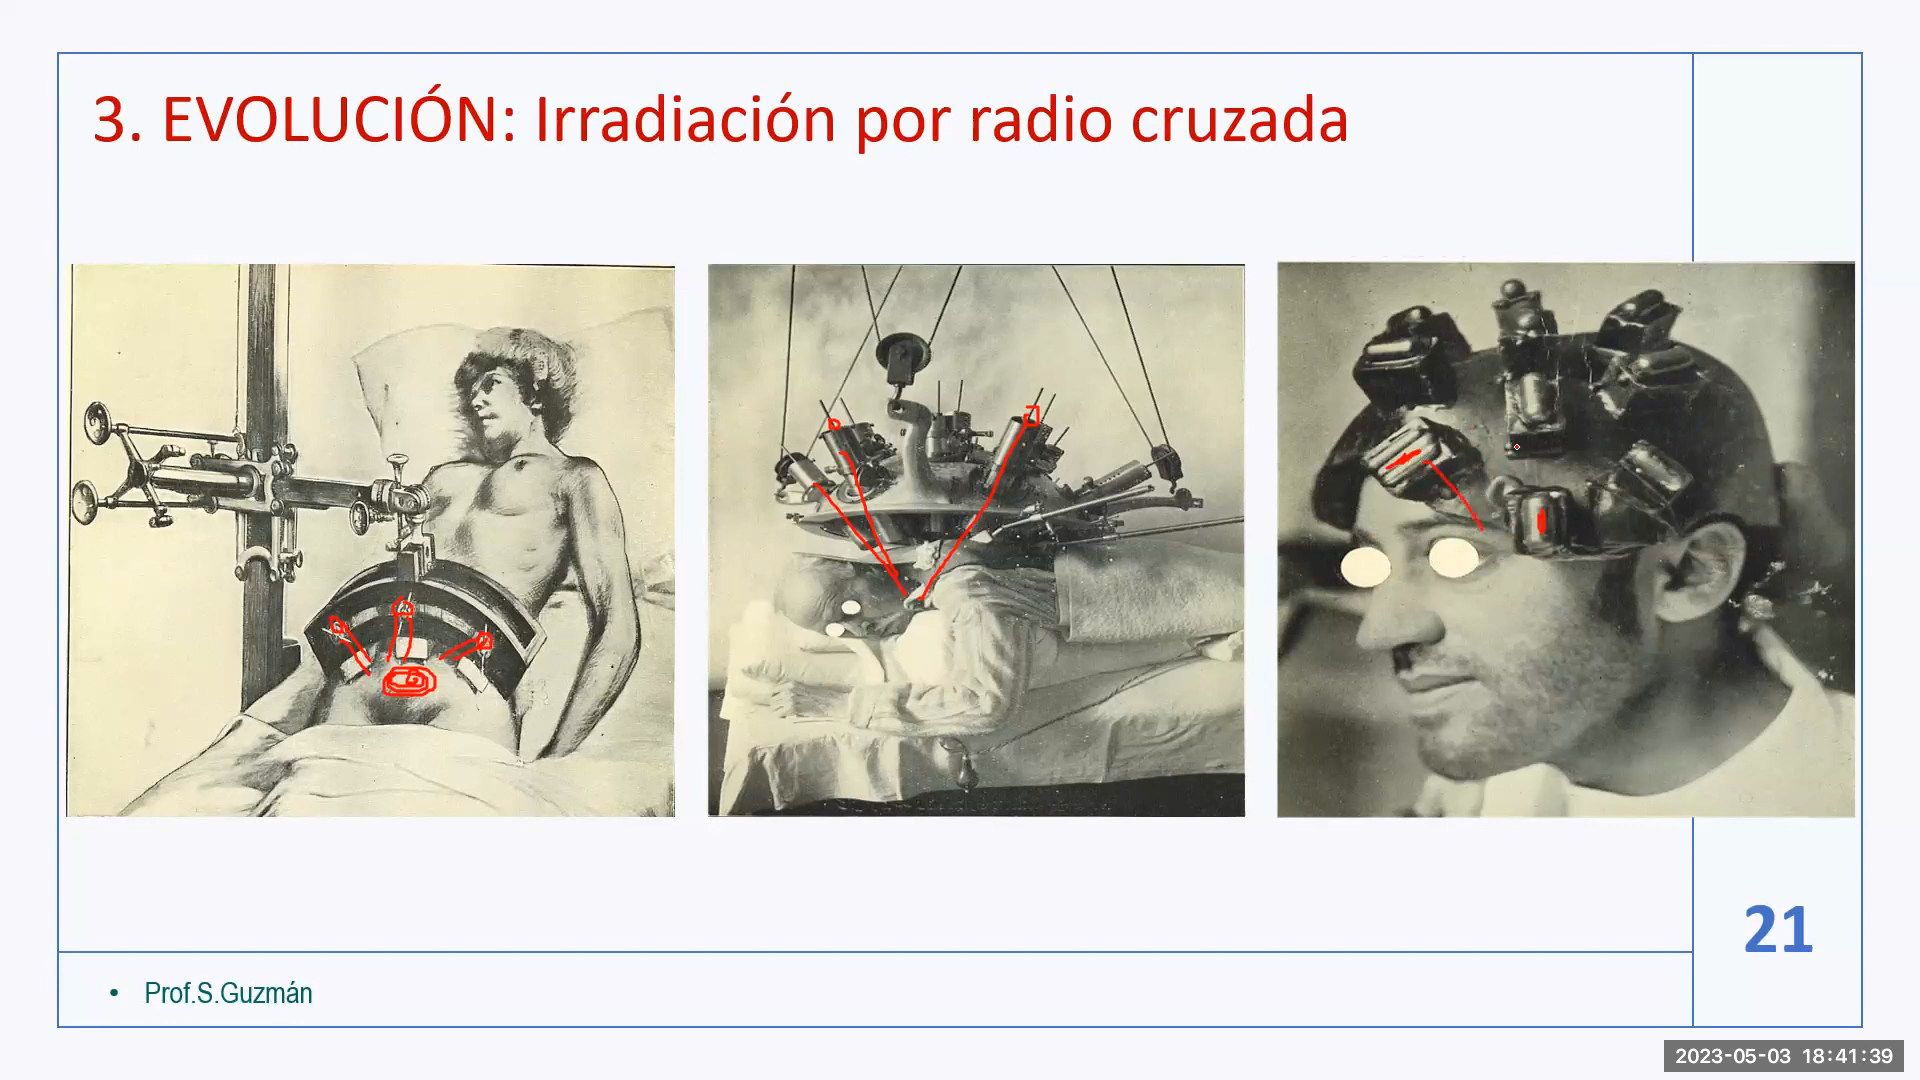 3. EVOLUCIÓN: Irradiación por radio cruzada
21
• Prof.S.Guzmán
2023-05-03 18:41:39